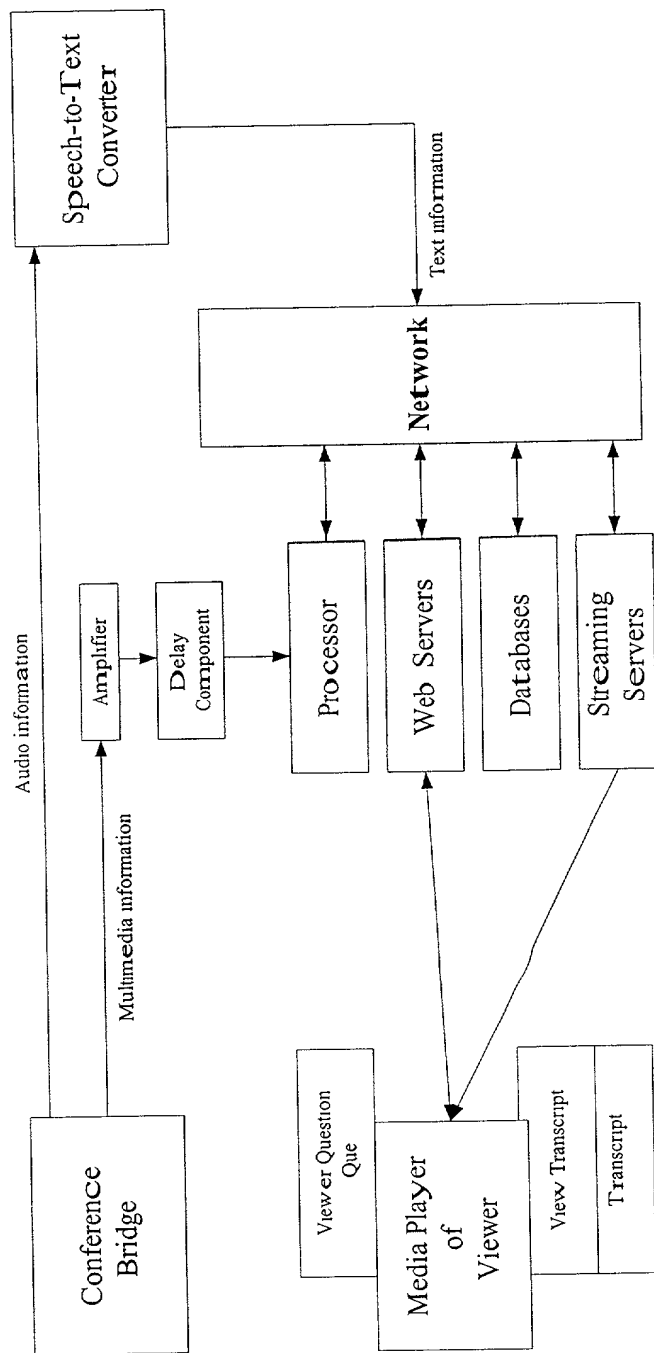 Conference
Bridge
Audio information
Multimedia information
Speech-to-Text
Converter
Amplifier
Delay
Component
Text information
Viewer Question
Que
Media Player
of
Viewer
View Transcript
Transcript
Processor
Web Servers
Databases
Streaming
Servers
Network